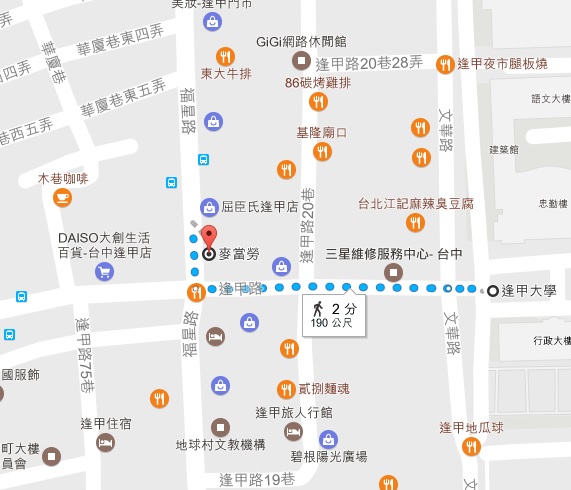 美妝-逢甲門市
華廈巷東四弄
華廈巷
GiGi網路休閒館
東大牛排
逢甲路20巷28弄
逢甲夜市腿板燒
四弄
華廈巷東五弄
福星路
86碳烤雞排
語文大樓
文華路
巷西五弄
基隆廟口
建築館
木巷咖啡
屈臣氏逢甲店
逢甲路20巷
台北江記麻辣臭豆腐
忠勤樓
DAISO大創生活
百貨-台中逢甲店
麥當勞
三星維修服務中心- 台中
逢甲路
逢甲大學
2 分
190 公尺
福星路
文華路
行政大樓
逢甲路75巷
國服飾
貳捌麵魂
逢甲住宿
逢甲旅人行館
逢甲地瓜球
町大樓
員會
地球村文教機構
碧根陽光廣場
逢甲路19巷
文